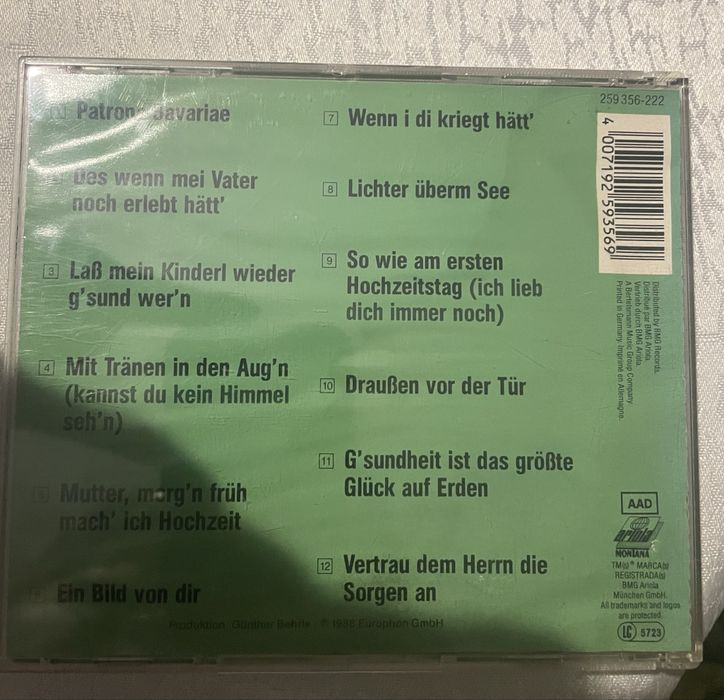 Patrona Bavariae
Des wenn mei Vater
noch erlebt hätt'
3 Laß mein Kinderl wieder
g'sund wer'n
4 Mit Tränen in den Aug'n
(kannst du kein Himmel
seh'n)
5 Mutter, morg'n früh
mach' ich Hochzeit
Ein Bild von dir
7 Wenn i di kriegt hätt'
8 Lichter überm See
9 So wie am ersten
Hochzeitstag (ich lieb
dich immer noch)
10 Draußen vor der Tür
11 G'sundheit ist das größte
Glück auf Erden
12 Vertrau dem Herrn die
Sorgen an
Produktion: Günther Behrle · ℗ 1988 Europhon GmbH
259 356-222
4 007192 593569
Distributed by BMG Records.
Distribué par BMG Ariola.
Vertrieb durch BMG Ariola
A Bertelsmann Music Group Company.
Printed in Germany. Imprimé en Allemagne.
AAD
ariola
MONTANA
TM(s) ® MARCA(s)
REGISTRADA(s)
BMG Ariola
München GmbH.
All trademarks and logos
are protected.
LC 5723